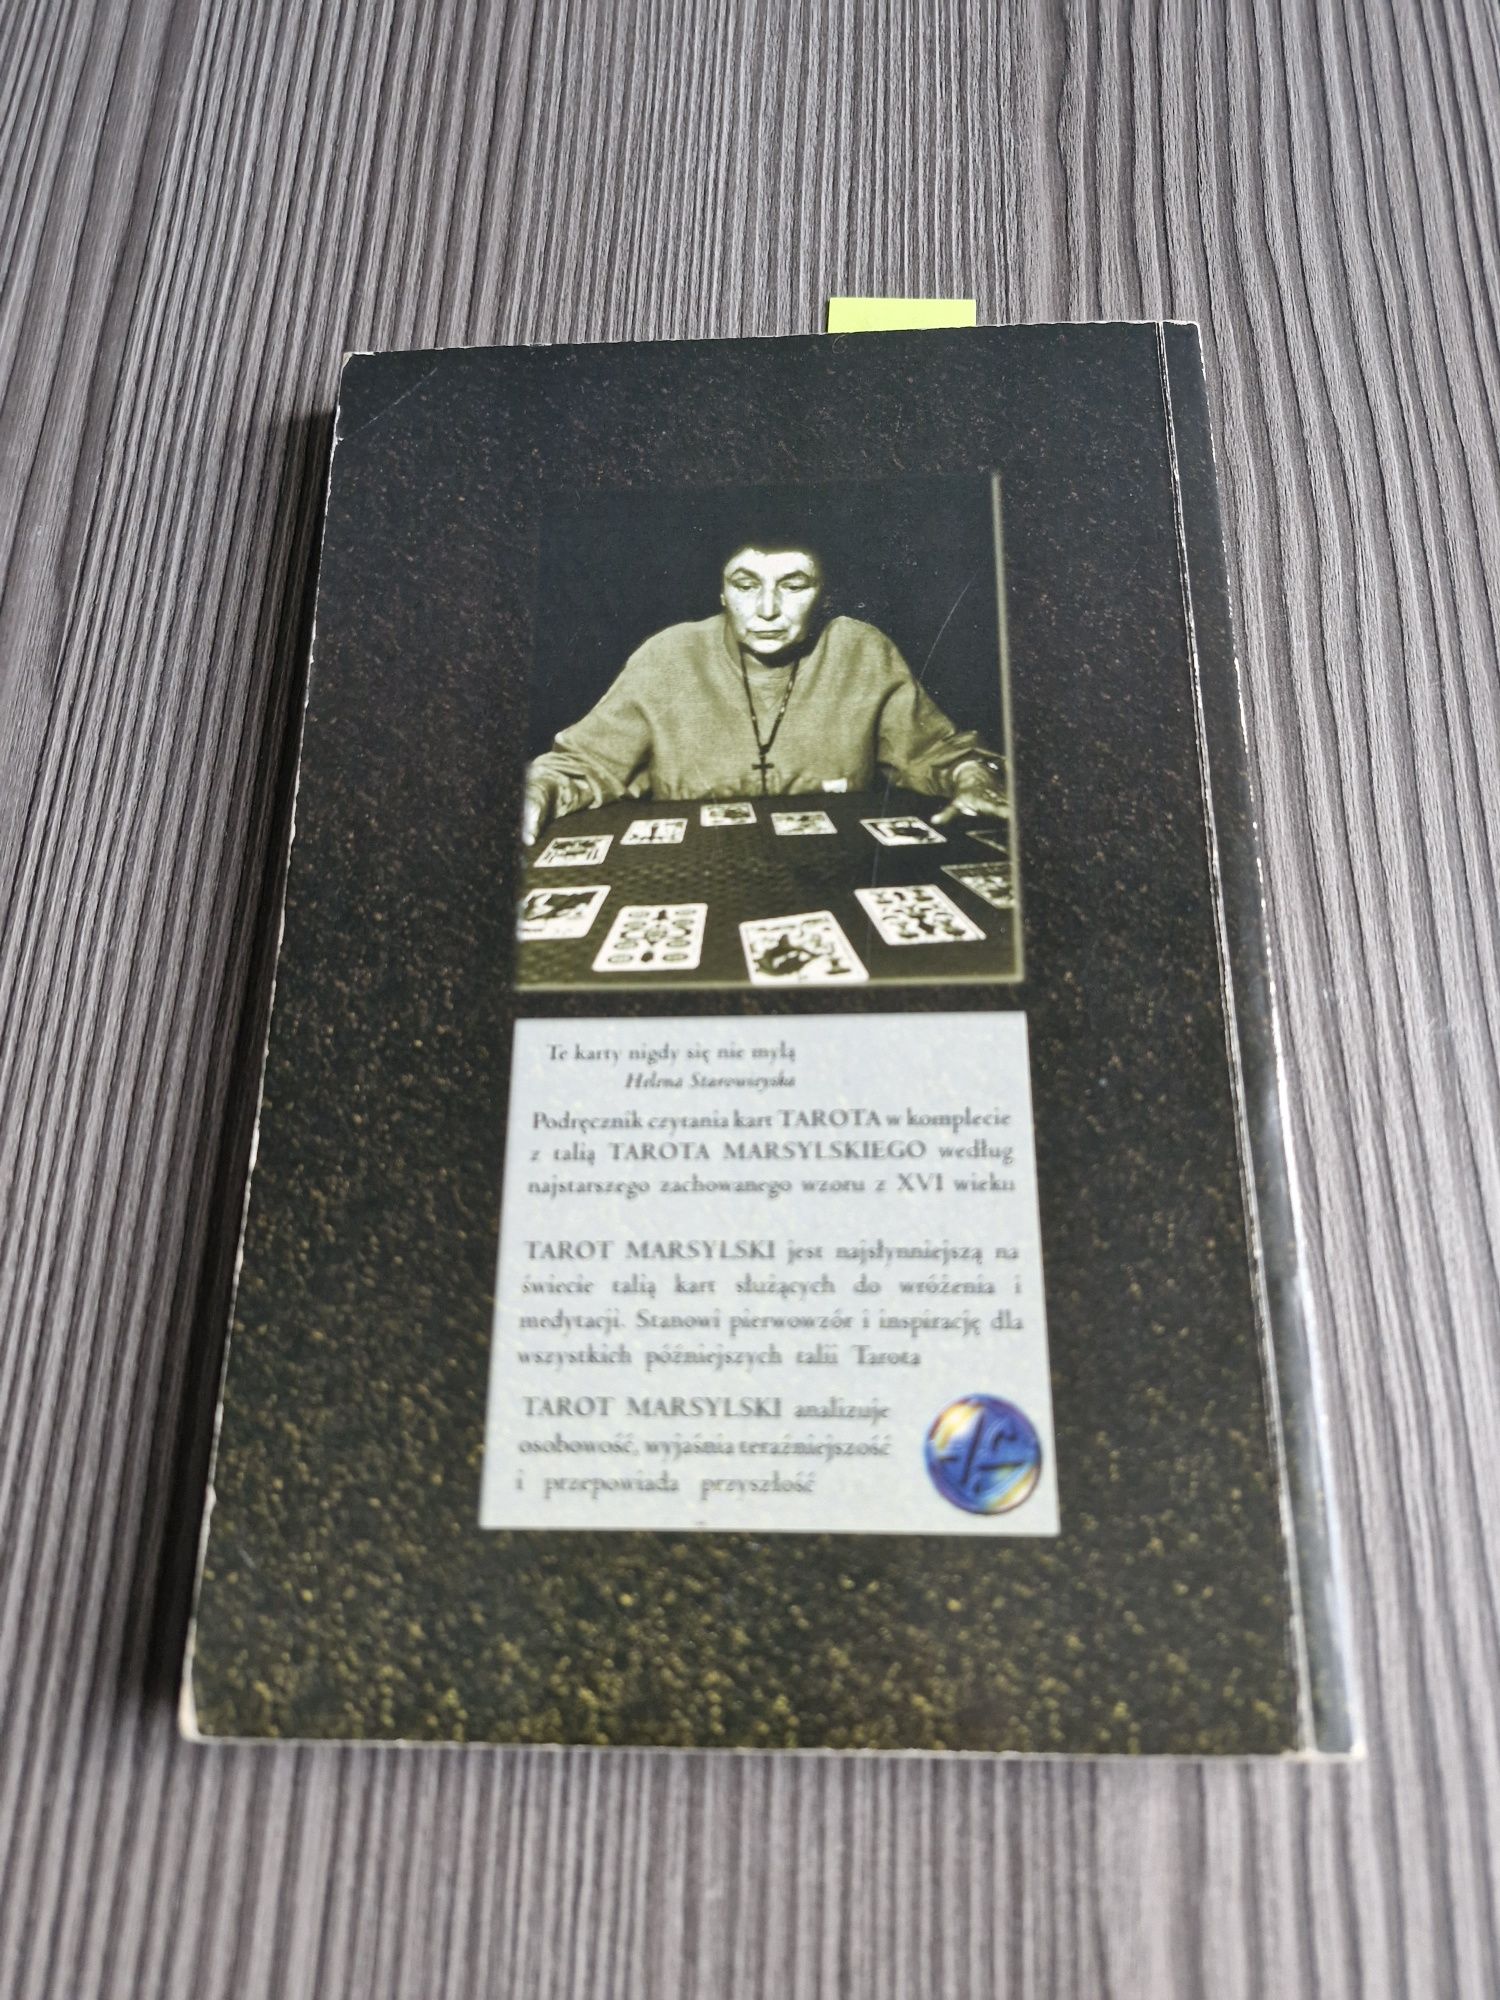 Te karty nigdy się nie mylą
Helena Starowieyska
Podręcznik czytania kart TAROTA w komplecie
z talią TAROTA MARSYLSKIEGO według
najstarszego zachowanego wzoru z XVI wieku
TAROT MARSYLSKI jest najsłynniejszą na
świecie talią kart służących do wróżenia i
medytacji. Stanowi pierwowzór i inspirację dla
wszystkich późniejszych talii Tarota
TAROT MARSYLSKI analizuje
osobowość, wyjaśnia teraźniejszość
i przepowiada przyszłość